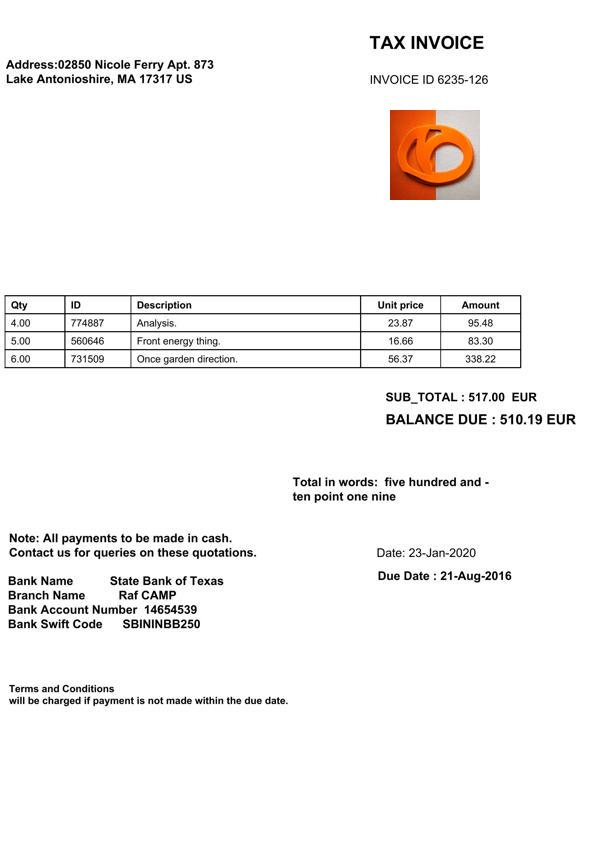 TAX INVOICE
Address:02850 Nicole Ferry Apt. 873
Lake Antonioshire, MA 17317 US
INVOICE ID 6235-126
Qty ID Description Unit price Amount
4.00 774887 Analysis. 23.87 95.48
5.00 560646 Front energy thing. 16.66 83.30
6.00 731509 Once garden direction. 56.37 338.22
SUB_TOTAL : 517.00 EUR
BALANCE DUE : 510.19 EUR
Total in words: five hundred and -
ten point one nine
Note: All payments to be made in cash.
Contact us for queries on these quotations.
Date: 23-Jan-2020
Due Date : 21-Aug-2016
Bank Name State Bank of Texas
Branch Name Raf CAMP
Bank Account Number 14654539
Bank Swift Code SBININBB250
Terms and Conditions
will be charged if payment is not made within the due date.